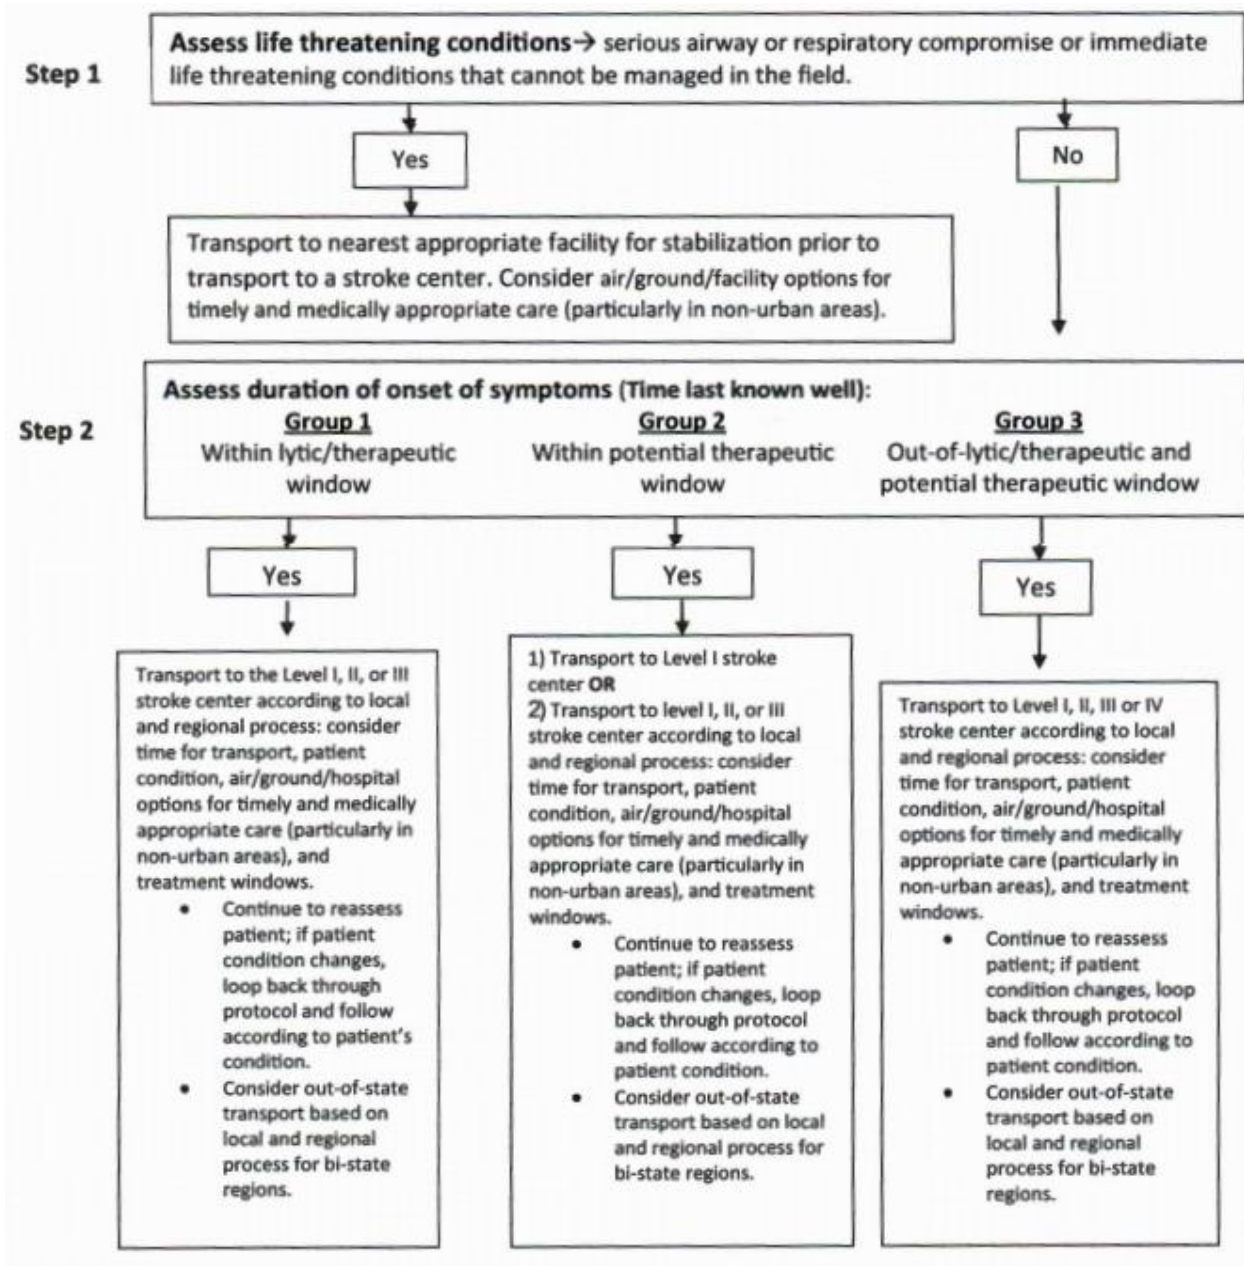 Step 1
Assess life threatening conditions→ serious airway or respiratory compromise or immediate
life threatening conditions that cannot be managed in the field.
Yes
No
Transport to nearest appropriate facility for stabilization prior to
transport to a stroke center. Consider air/ground/facility options for
timely and medically appropriate care (particularly in non-urban areas).
Step 2
Assess duration of onset of symptoms (Time last known well):
Group 1
Within lytic/therapeutic
window
Group 2
Within potential therapeutic
window
Group 3
Out-of-lytic/therapeutic and
potential therapeutic window
Yes
Yes
Yes
Transport to the Level I, II, or III
stroke center according to local
and regional process: consider
time for transport, patient
condition, air/ground/hospital
options for timely and medically
appropriate care (particularly in
non-urban areas), and
treatment windows.
• Continue to reassess
patient; if patient
condition changes,
loop back through
protocol and follow
according to patient's
condition.
• Consider out-of-state
transport based on
local and regional
process for bi-state
regions.
1) Transport to Level I stroke
center OR
2) Transport to level I, II, or III
stroke center according to local
and regional process: consider
time for transport, patient
condition, air/ground/hospital
options for timely and medically
appropriate care (particularly in
non-urban areas), and treatment
windows.
• Continue to reassess
patient; if patient
condition changes, loop
back through protocol
and follow according to
patient condition.
• Consider out-of-state
transport based on local
and regional process for
bi-state regions.
Transport to Level I, II, III or IV
stroke center according to local
and regional process: consider
time for transport, patient
condition, air/ground/hospital
options for timely and medically
appropriate care (particularly in
non-urban areas), and treatment
windows.
• Continue to reassess
patient; if patient
condition changes, loop
back through protocol
and follow according to
patient condition.
• Consider out-of-state
transport based on
local and regional
process for bi-state
regions.